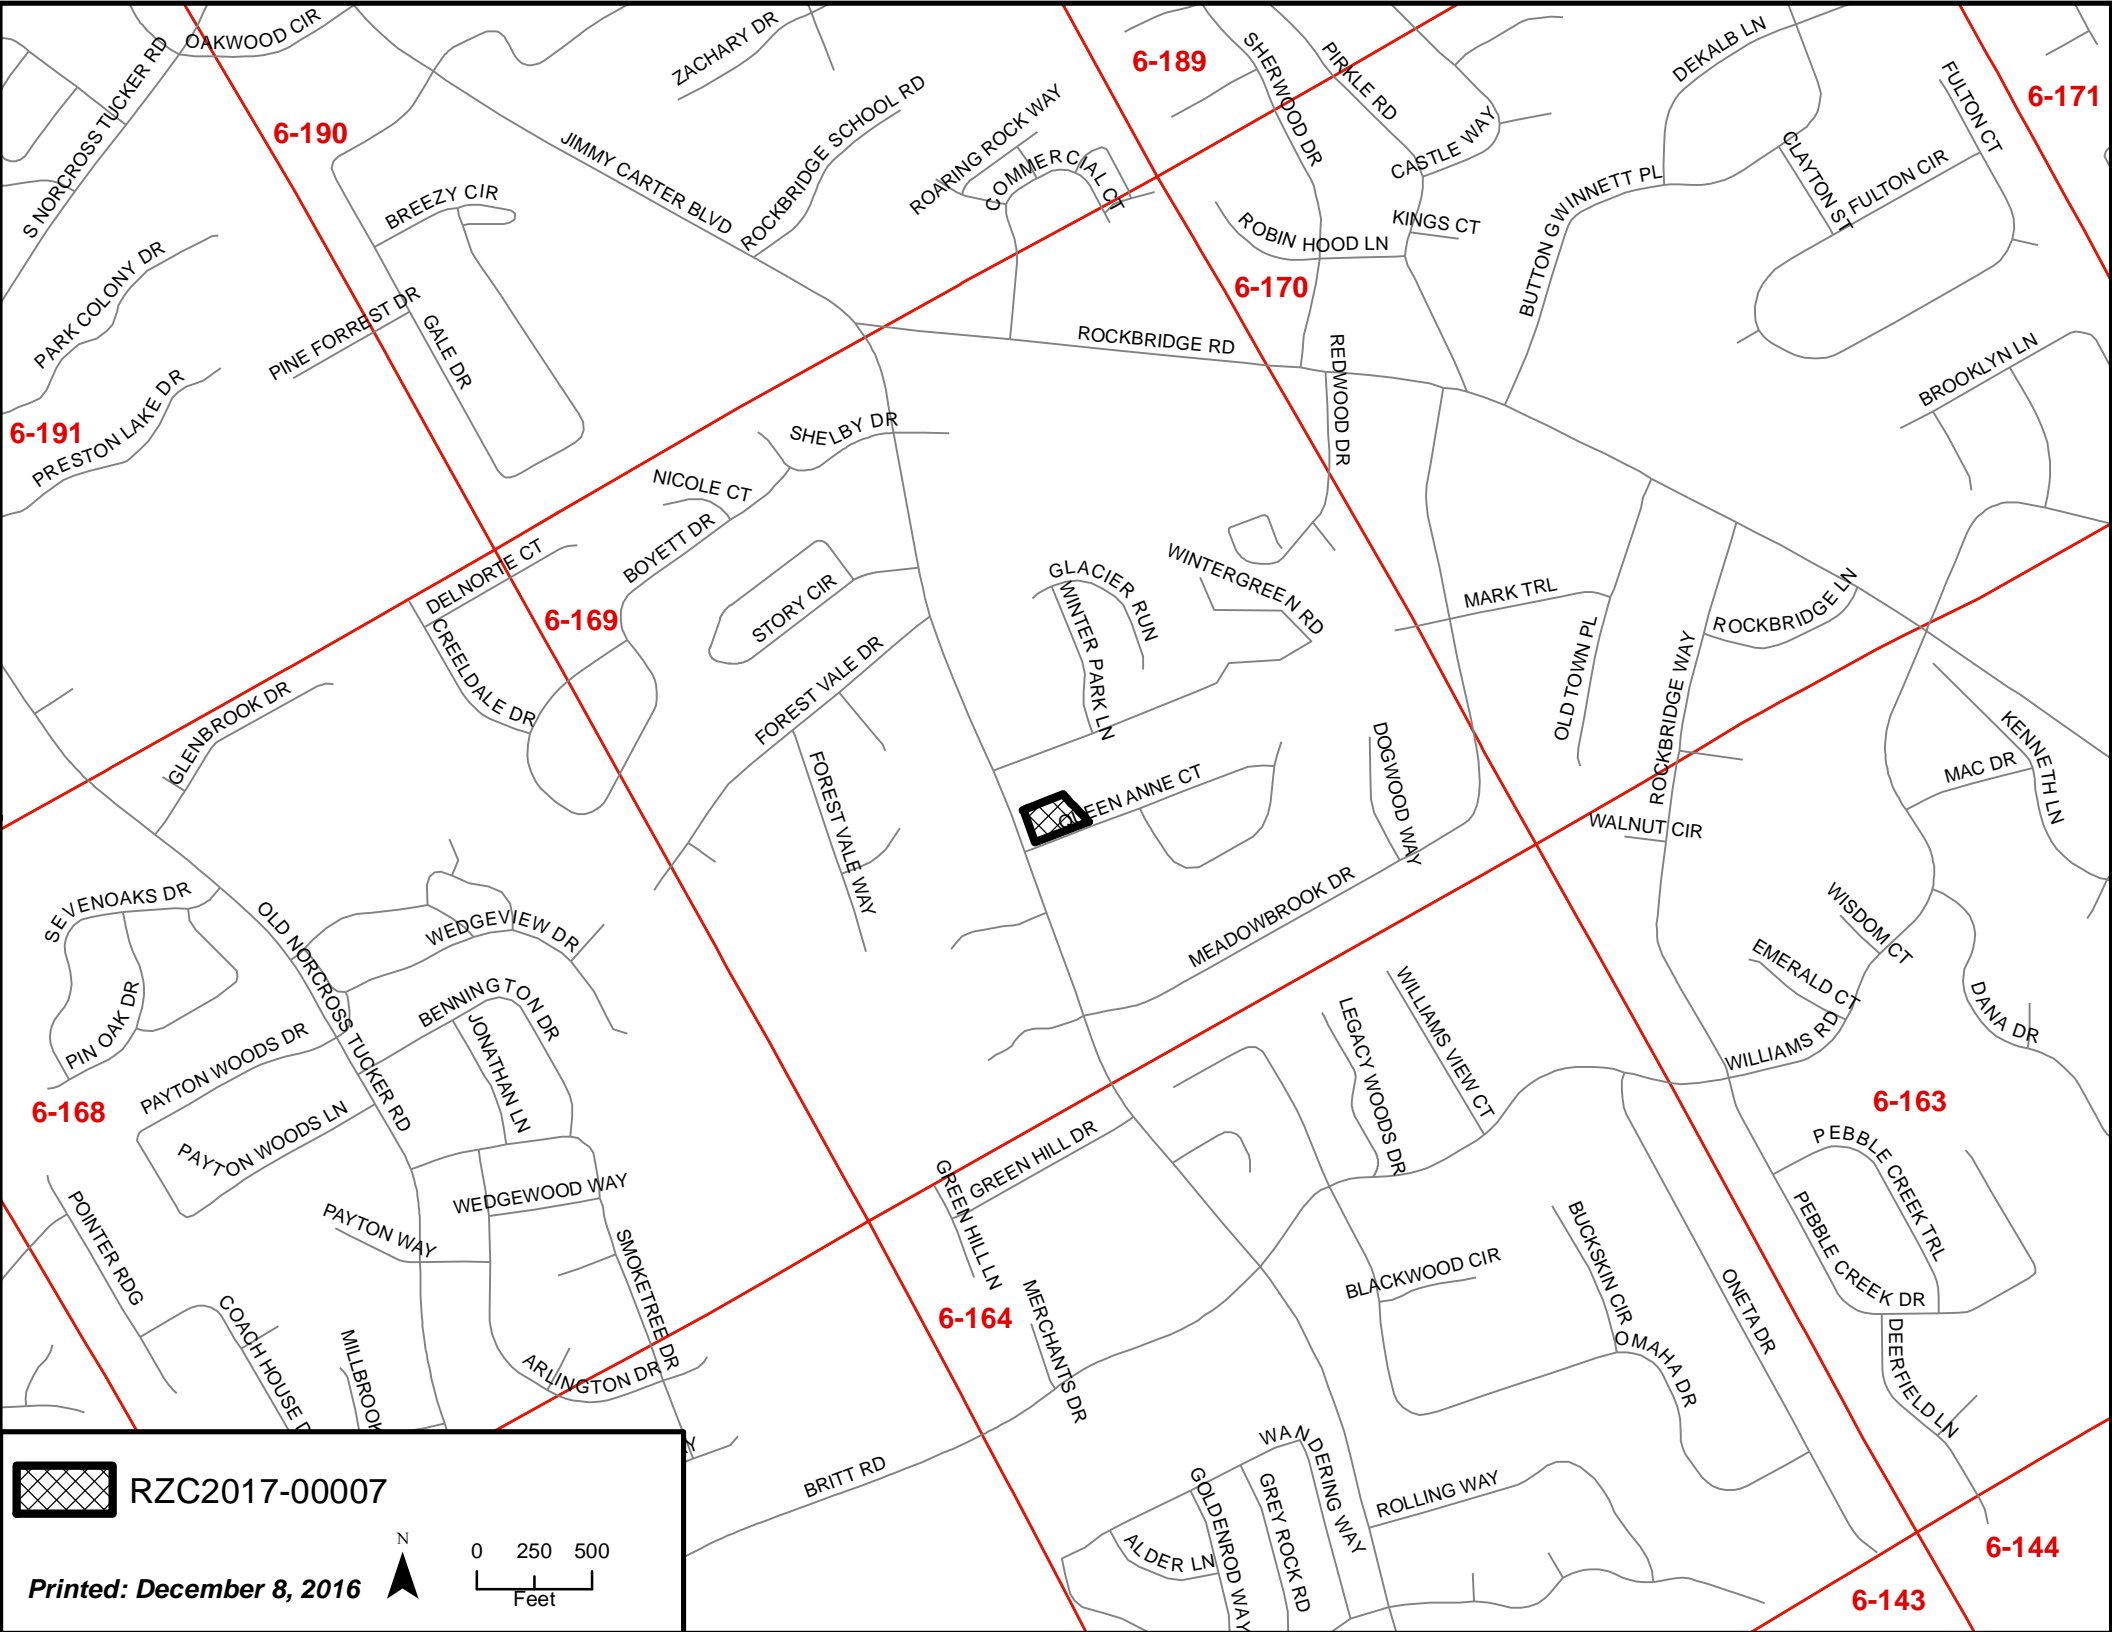 OAKWOOD CIR
S NORCROSS TUCKER RD
6-190
ZACHARY DR
6-189
SHERWOOD DR
PIRKLE RD
DEKALB LN
FULTON CT
6-171
JIMMY CARTER BLVD
ROCKBRIDGE SCHOOL RD
ROARING ROCK WAY
COMMERCIAL CT
CASTLE WAY
CLAYTON ST
FULTON CIR
BREEZY CIR
KINGS CT
ROBIN HOOD LN
BUTTON GWINNETT PL
6-170
PARK COLONY DR
PINE FORREST DR
GALE DR
ROCKBRIDGE RD
REDWOOD DR
BROOKLYN LN
6-191
PRESTON LAKE DR
SHELBY DR
NICOLE CT
BOYETT DR
DELNORTE CT
6-169
STORY CIR
GLACIER RUN
WINTERGREEN RD
MARK TRL
ROCKBRIDGE LN
CREELDALE DR
WINTER PARK LN
OLD TOWN PL
ROCKBRIDGE WAY
GLENBROOK DR
FOREST VALE DR
FOREST VALE WAY
QUEEN ANNE CT
DOGWOOD WAY
KENNETH LN
MAC DR
WALNUT CIR
SEVENOAKS DR
OLD NORCROSS TUCKER RD
WEDGEVIEW DR
MEADOWBROOK DR
WISDOM CT
EMERALD CT
DANA DR
PIN OAK DR
BENNINGTON DR
JONATHAN LN
LEGACY WOODS DR
WILLIAMS VIEW CT
WILLIAMS RD
PAYTON WOODS DR
6-168
6-163
PAYTON WOODS LN
GREEN HILL DR
GREEN HILL LN
PEBBLE CREEK TRL
PEBBLE CREEK DR
WEDGEWOOD WAY
PAYTON WAY
POINTER RDG
SMOKETREE DR
BLACKWOOD CIR
BUCKSKIN CIR
ONETA DR
COACH HOUSE D
MILLBROOK
6-164
MERCHANTS DR
OMAHA DR
DEERFIELD LN
ARLINGTON DR
BRITT RD
WANDERING WAY
GOLDENROD WAY
GREY ROCK RD
ROLLING WAY
ALDER LN
6-144
6-143
RZC2017-00007
N
0 250 500
Feet
Printed: December 8, 2016